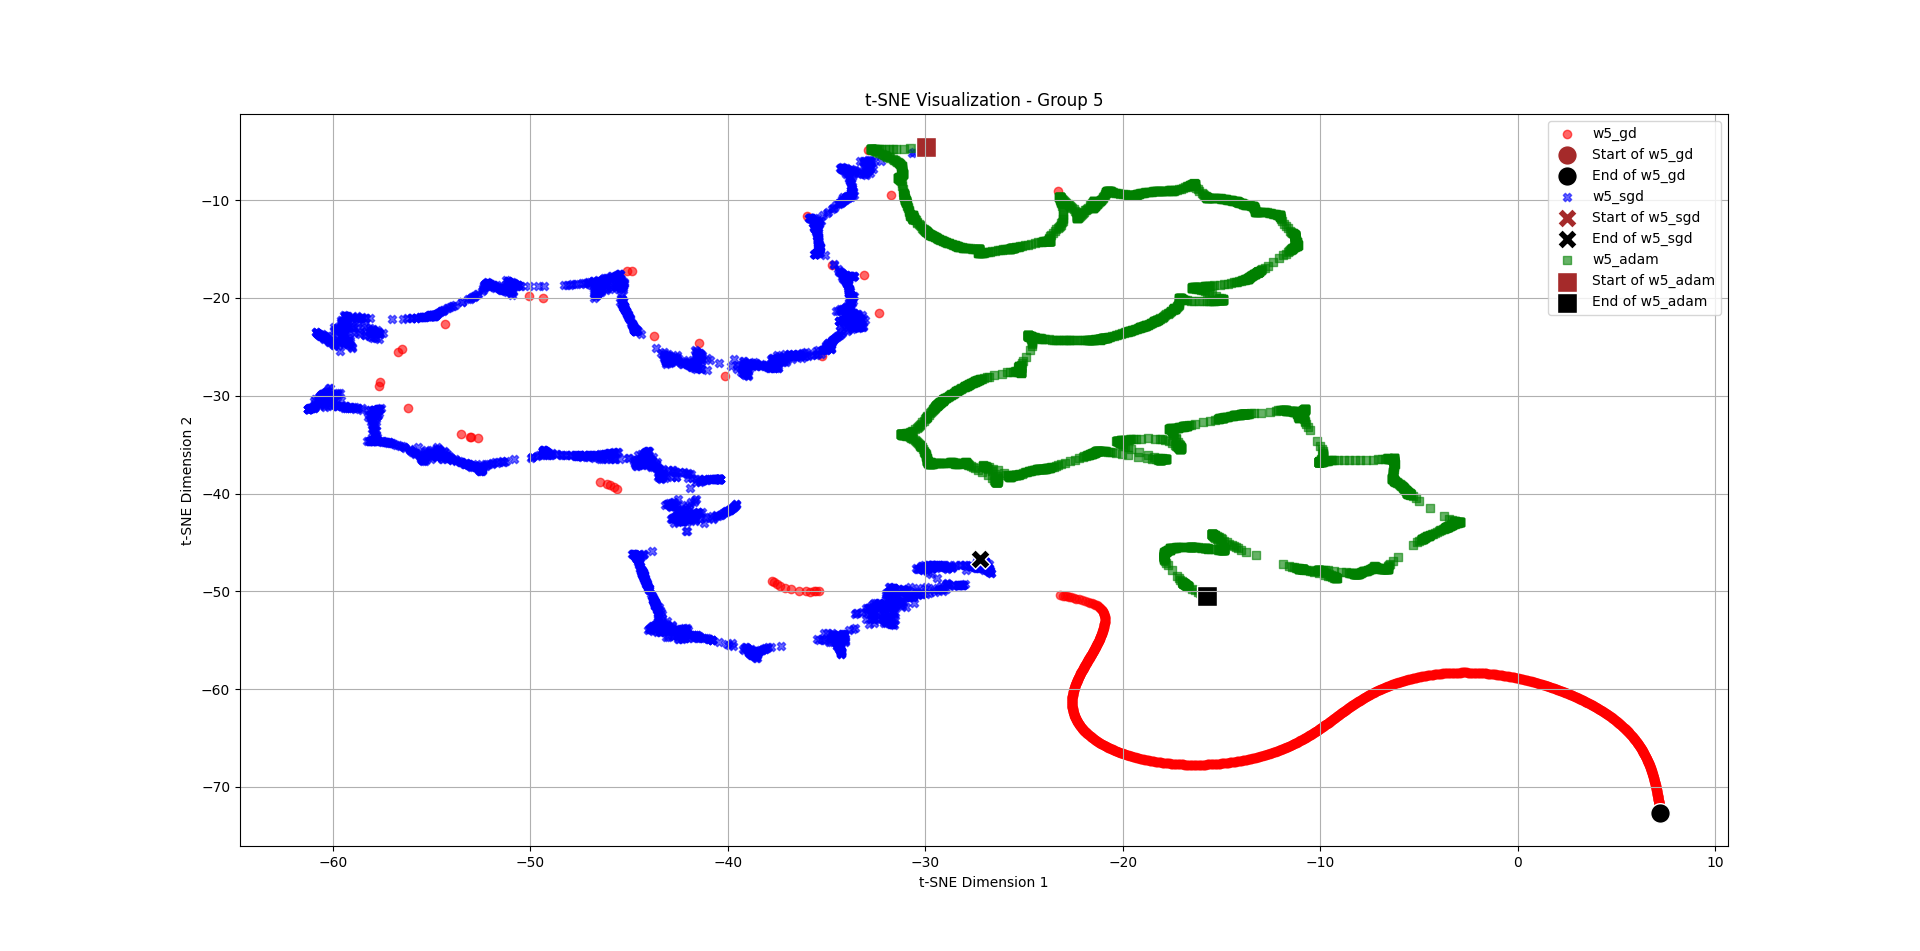 t-SNE Visualization - Group 5
w5_gd
Start of w5_gd
End of w5_gd
w5_sgd
Start of w5_sgd
End of w5_sgd
w5_adam
Start of w5_adam
End of w5_adam
−10
−20
−30
−40
−50
−60
−70
t-SNE Dimension 2
−60
−50
−40
−30
−20
−10
0
10
t-SNE Dimension 1